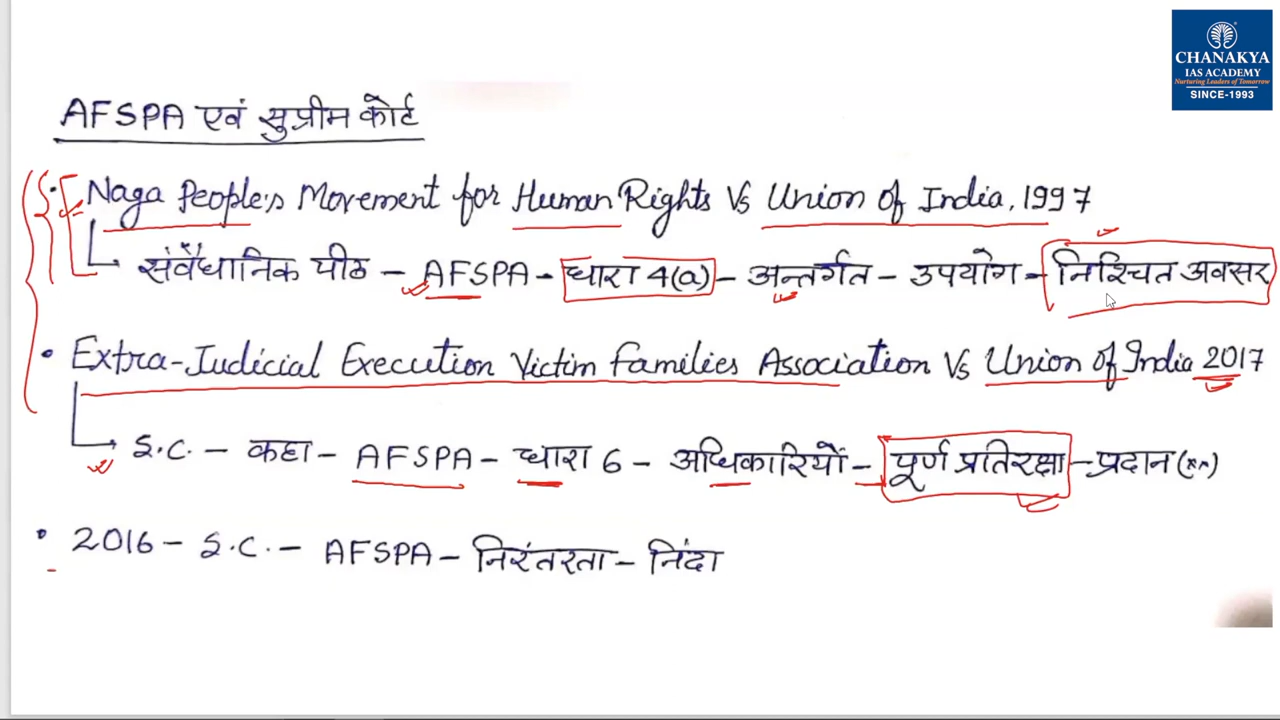 CHANAKYA
IAS ACADEMY
Nurturing Leaders of Tomorrow
SINCE-1993
AFSPA एवं सुप्रीम कोर्ट
• Naga People's Movement for Human Rights Vs Union of India, 1997
संवैधानिक पीठ - AFSPA - धारा 4(a) - अन्तर्गत - उपयोग - निश्चित अवसर
• Extra-Judicial Execution Victim Families Association Vs Union of India 2017
S.C. - कहा - AFSPA - धारा 6 - अधिकारियों - पूर्ण प्रतिरक्षा - प्रदान (××)
• 2016 - S.C. - AFSPA - निरंतरता - निंदा